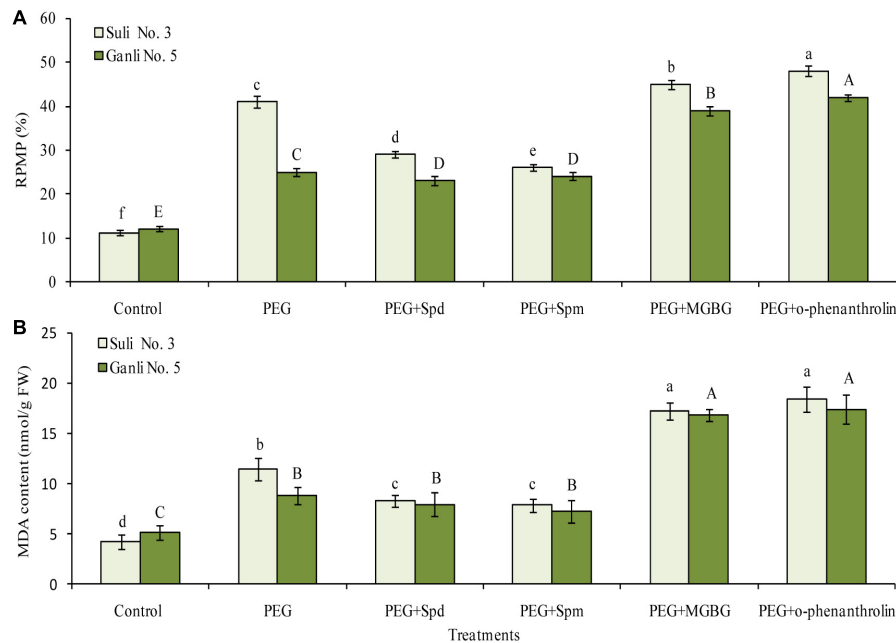 A
60
50
40
30
20
10
0
RPMP (%)
Suli No. 3
Ganli No. 5
f E
c C
d D
e D
b B
a A
Control PEG PEG+Spd PEG+Spm PEG+MGBG PEG+o-phenanthrolin
B
25
20
15
10
5
0
MDA content (nmol/g FW)
Suli No. 3
Ganli No. 5
d C
b B
c B
c B
a A
a A
Control PEG PEG+Spd PEG+Spm PEG+MGBG PEG+o-phenanthrolin
Treatments